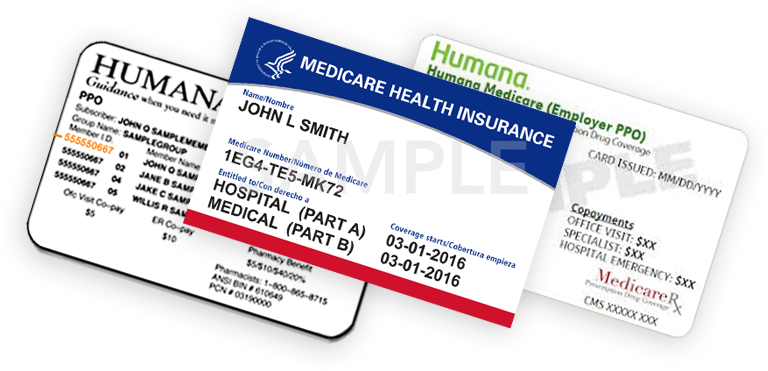 HUMANA
Guidance when you need it m
PPO
Subscriber: JOHN Q SAMPLEMEM
Group Name: SAMPLEGROUP
Member I.D. Member Name
555550667 01 JOHN Q SA
555550667 02 JANE B SAMP
555550667 04 JAKE C SAM
555550667 05 WILLIS R SAM
Ofc Visit Co-pay ER Co-pay
$5 $10
Pharmacy Benefit
$5/$10/$40/20%
Pharmacists: 1-800-865-8715
ANSI BIN # 610649
PCN # 03190000
MEDICARE HEALTH INSURANCE
Name/Nombre
JOHN L SMITH
SAMPLE
Medicare Number/Número de Medicare
1EG4-TE5-MK72
Entitled to/Con derecho a
HOSPITAL (PART A)
MEDICAL (PART B)
Coverage starts/Cobertura empieza
03-01-2016
03-01-2016
Humana.
Humana Medicare (Employer PPO)
tion Drug Coverage
CARD ISSUED: MM/DD/YYYY
Copayments
OFFICE VISIT: $XX
SPECIALIST: $XX
HOSPITAL EMERGENCY: $XX
MedicareRx
Prescription Drug Coverage
CMS XXXXX XXX